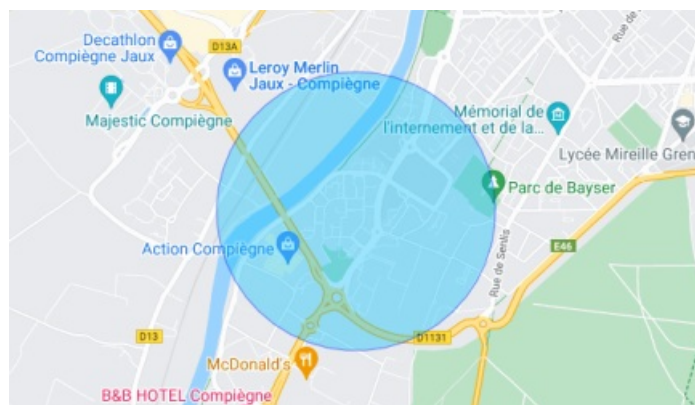 Decathlon
Compiègne Jaux
D13A
Leroy Merlin
Jaux - Compiègne
Majestic Compiègne
Mémorial de
l'internement et de la...
Lycée Mireille Gren
Parc de Bayser
Action Compiègne
E46
Rue de Senlis
D13
D1131
McDonald's
B&B HOTEL Compiègne